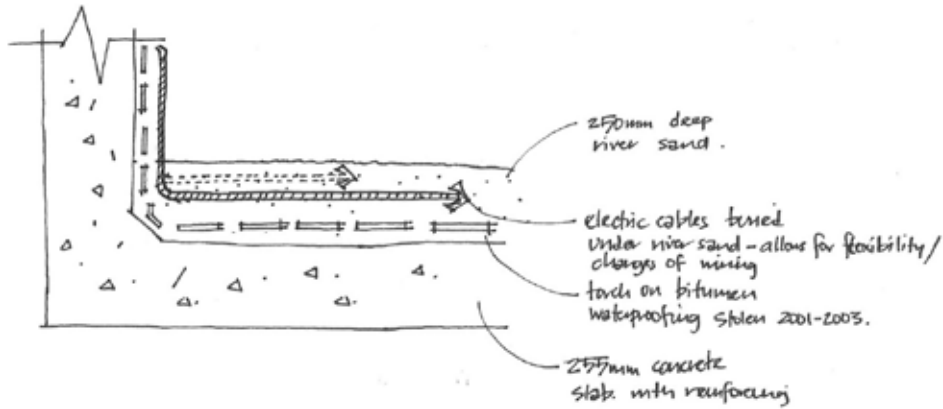 250mm deep
river sand.
electric cables buried
under river sand - allows for flexibility/
changes of wiring
torch on bitumen
waterproofing stolen 2001-2003.
255mm concrete
slab with reinforcing